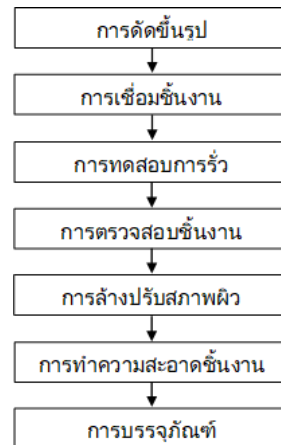 การดัดขึ้นรูป
การเชื่อมชิ้นงาน
การทดสอบการรั่ว
การตรวจสอบชิ้นงาน
การล้างปรับสภาพผิว
การทำความสะอาดชิ้นงาน
การบรรจุภัณฑ์